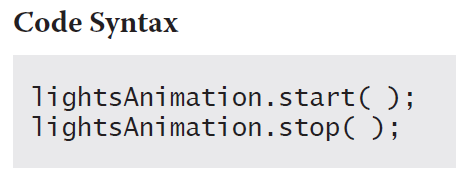 Code Syntax
lightsAnimation.start( );
lightsAnimation.stop( );